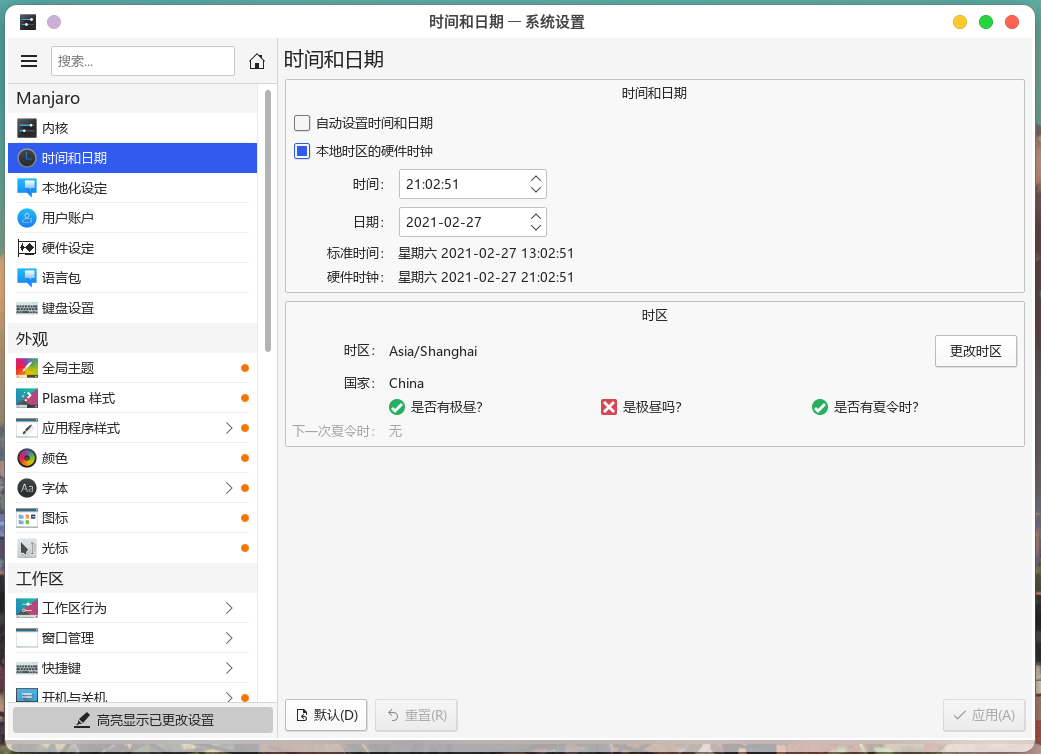 时间和日期 — 系统设置
搜索...
Manjaro
内核
时间和日期
本地化设定
用户账户
硬件设定
语言包
键盘设置
外观
全局主题
Plasma 样式
应用程序样式
颜色
Aa
字体
图标
光标
工作区
工作区行为
窗口管理
快捷键
开机与关机
高亮显示已更改设置
时间和日期
时间和日期
自动设置时间和日期
本地时区的硬件时钟
时间： 21:02:51
日期： 2021-02-27
标准时间： 星期六 2021-02-27 13:02:51
硬件时钟： 星期六 2021-02-27 21:02:51
时区
时区： Asia/Shanghai
更改时区
国家： China
是否有极昼? 是极昼吗? 是否有夏令时?
下一次夏令时： 无
默认(D) 重置(R) 应用(A)